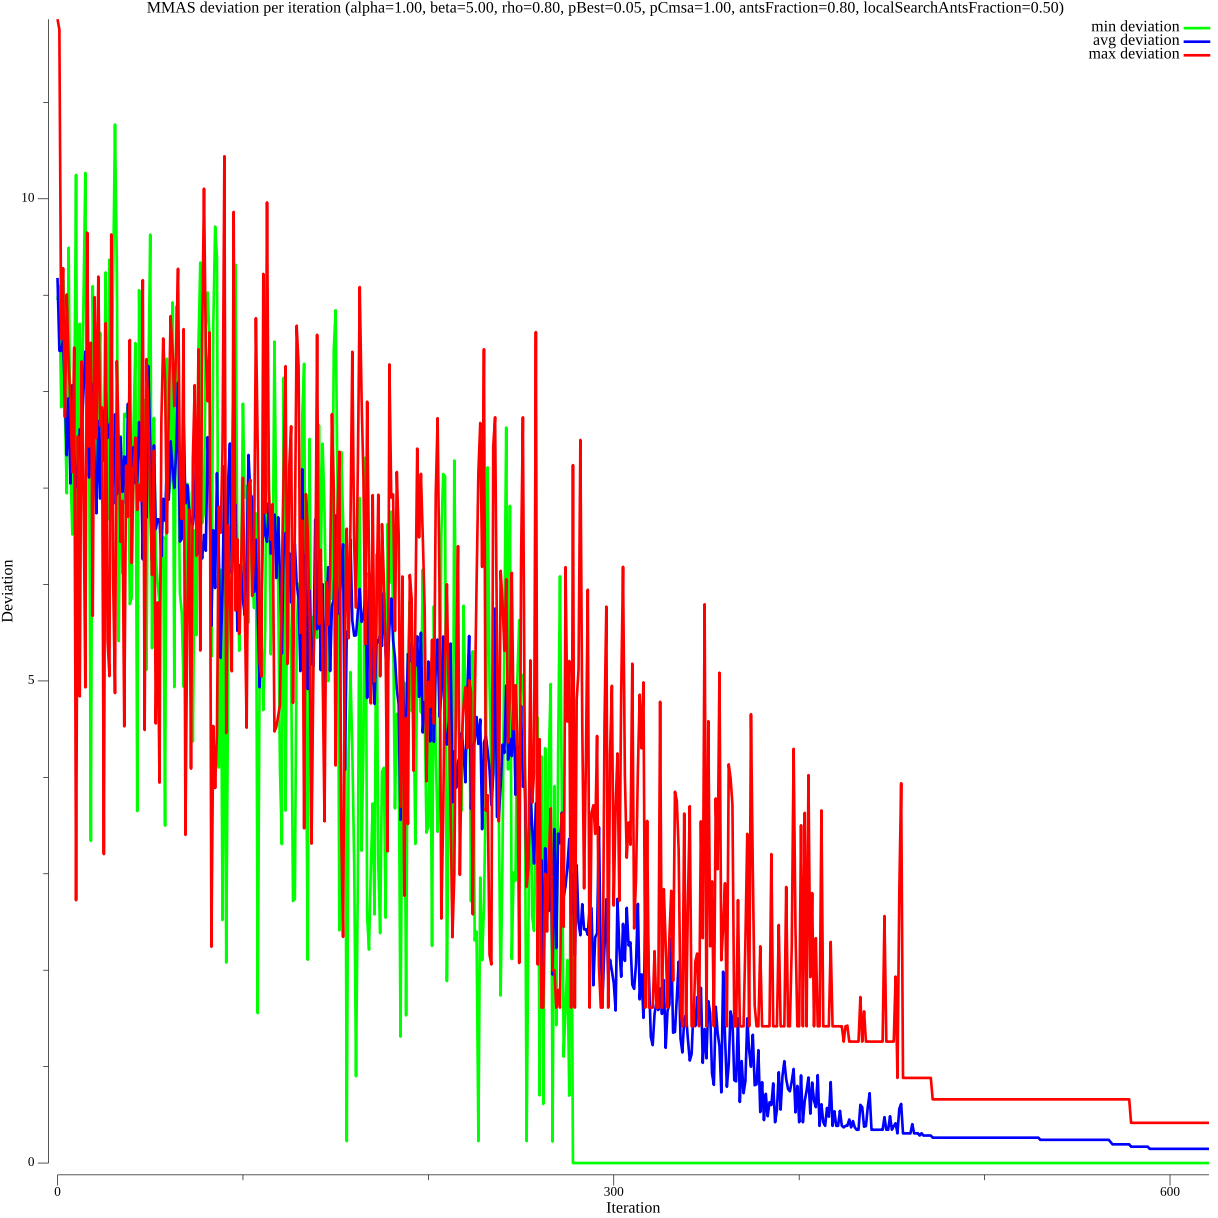 MMAS deviation per iteration (alpha=1.00, beta=5.00, rho=0.80, pBest=0.05, pCmsa=1.00, antsFraction=0.80, localSearchAntsFraction=0.50)
min deviation
avg deviation
max deviation
10
5
0
Deviation
0
300
600
Iteration